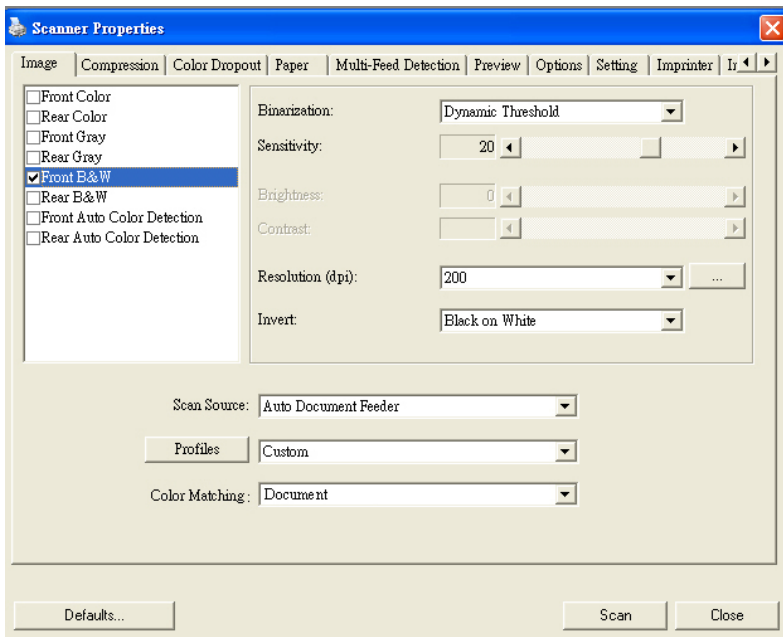 Scanner Properties
Image Compression Color Dropout Paper Multi-Feed Detection Preview Options Setting Imprinter
Front Color
Rear Color
Front Gray
Rear Gray
Front B&W
Rear B&W
Front Auto Color Detection
Rear Auto Color Detection
Binarization: Dynamic Threshold
Sensitivity: 20
Brightness: 0
Contrast:
Resolution (dpi): 200 ...
Invert: Black on White
Scan Source: Auto Document Feeder
Profiles Custom
Color Matching: Document
Defaults... Scan Close